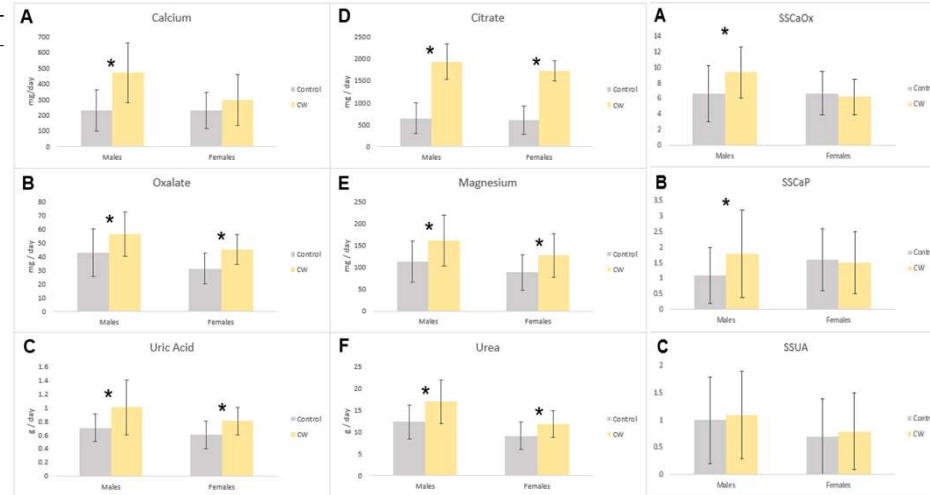 A
Calcium
mg/day
700
600
500
400
300
200
100
0
*
Males
Females
Control
CW
D
Citrate
mg / day
2500
2000
1500
1000
500
0
*
*
Males
Females
Control
CW
A
SSCaOx
14
12
10
8
6
4
2
0
*
Males
Females
Contr
CW
B
Oxalate
mg / day
80
70
60
50
40
30
20
10
0
*
*
Males
Females
Control
CW
E
Magnesium
mg / day
250
200
150
100
50
0
*
*
Males
Females
Control
CW
B
SSCaP
3.5
3
2.5
2
1.5
1
0.5
0
*
Males
Females
Contr
CW
C
Uric Acid
g / day
1.6
1.4
1.2
1
0.8
0.6
0.4
0.2
0
*
*
Males
Females
Control
CW
F
Urea
g / day
25
20
15
10
5
0
*
*
Males
Females
Control
CW
C
SSUA
2
1.5
1
0.5
0
Males
Females
Contr
CW